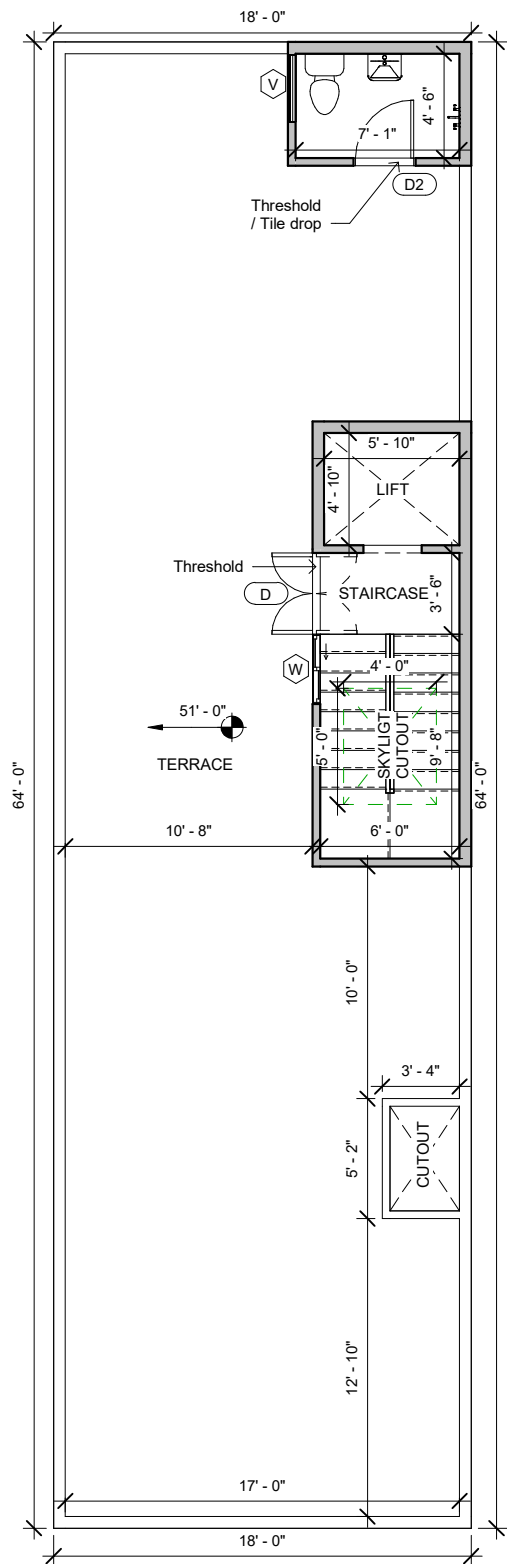 18' - 0"
V
7' - 1"
4' - 6"
D2
Threshold
/ Tile drop
5' - 10"
4' - 10"
LIFT
Threshold
D
STAIRCASE
3' - 6"
W
4' - 0"
51' - 0"
TERRACE
5' - 0"
SKYLIGT
CUTOUT
9' - 8"
64' - 0"
64' - 0"
10' - 8"
6' - 0"
10' - 0"
3' - 4"
5' - 2"
CUTOUT
12' - 10"
17' - 0"
18' - 0"